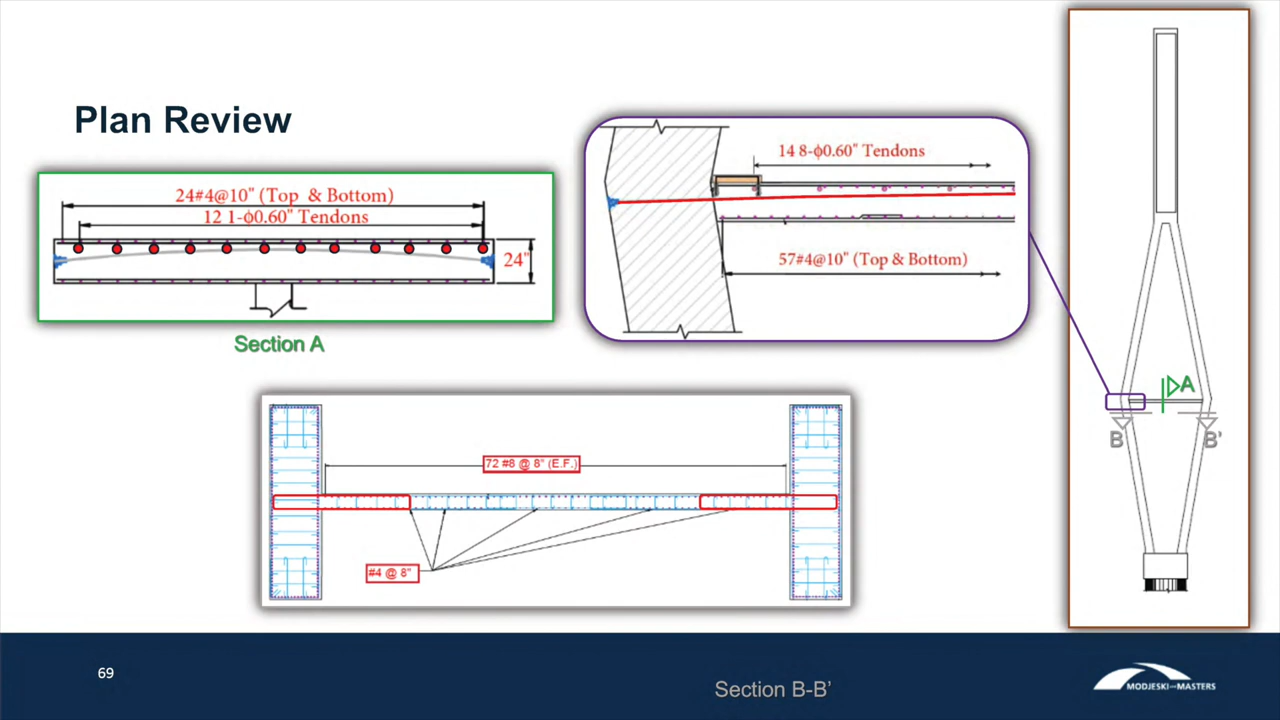 Plan Review
24#4@10" (Top & Bottom)
12 1-ϕ0.60" Tendons
24"
Section A
14 8-ϕ0.60" Tendons
57#4@10" (Top & Bottom)
A
B
B'
72 #8 @ 8" (E.F.)
#4 @ 8"
69
Section B-B’
MODJESKI and MASTERS